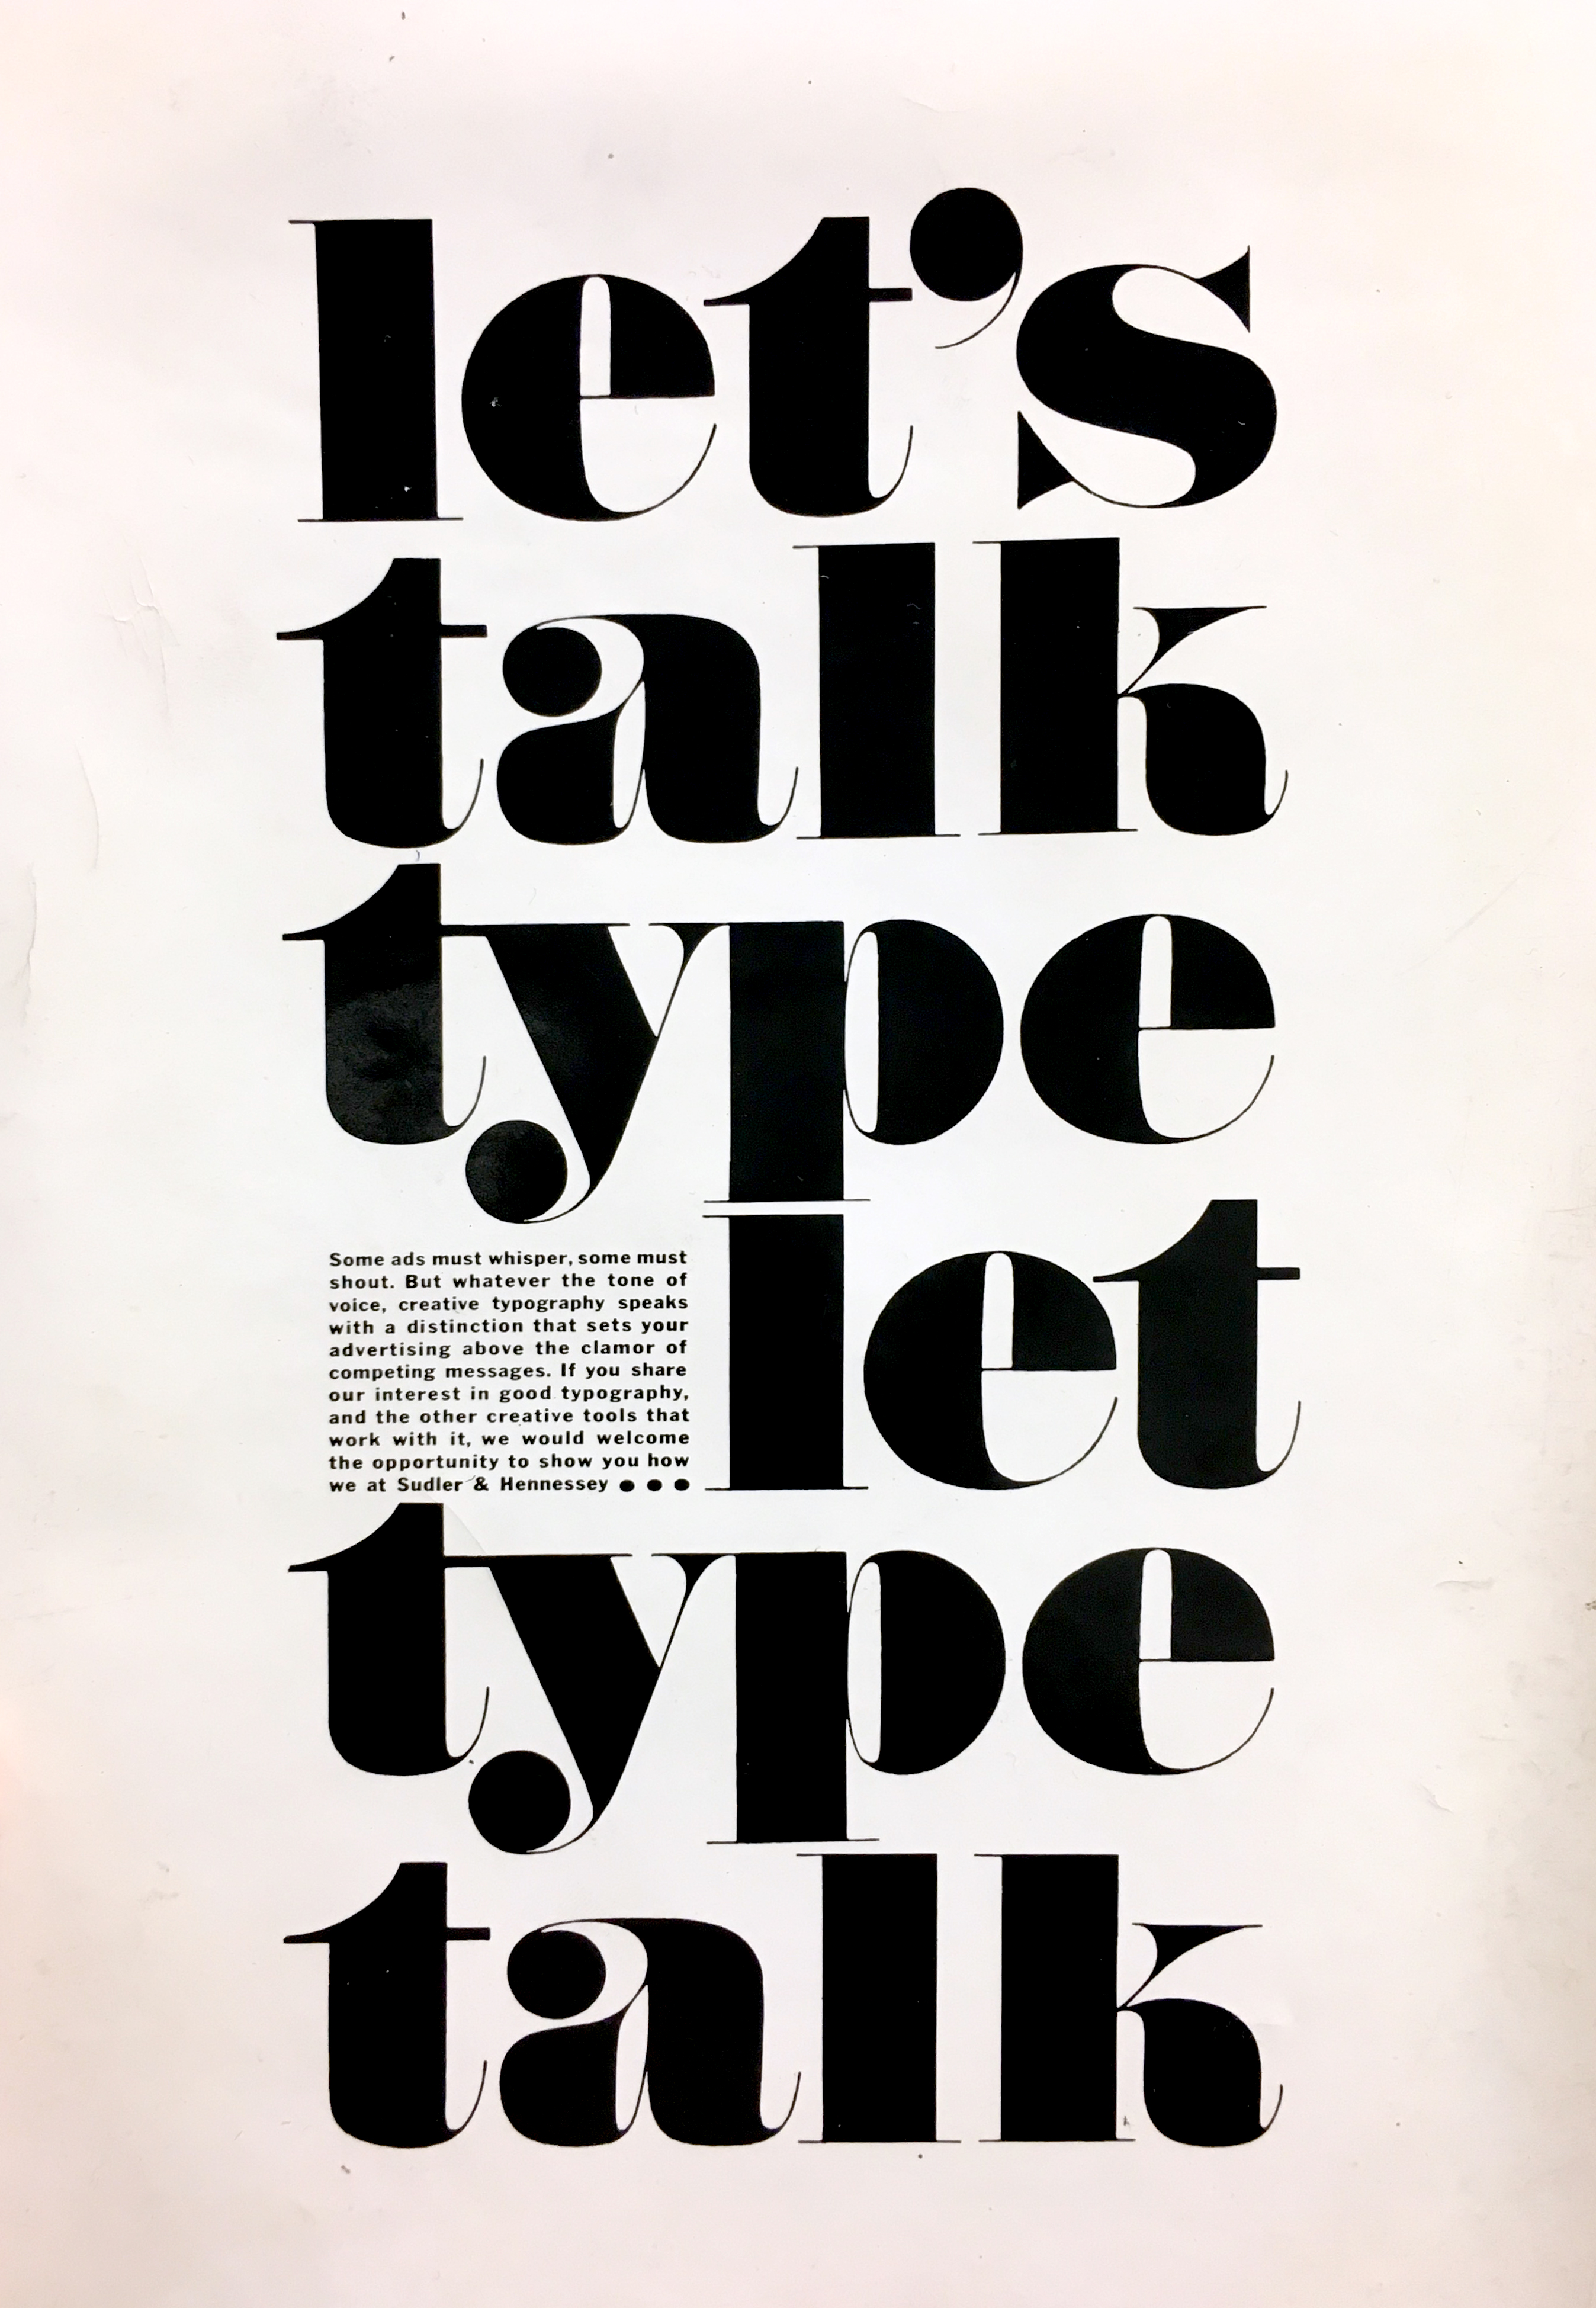 let's
talk
type
let
Some ads must whisper, some must
shout. But whatever the tone of
voice, creative typography speaks
with a distinction that sets your
advertising above the clamor of
competing messages. If you share
our interest in good typography,
and the other creative tools that
work with it, we would welcome
the opportunity to show you how
we at Sudler & Hennessey ● ● ●
type
talk